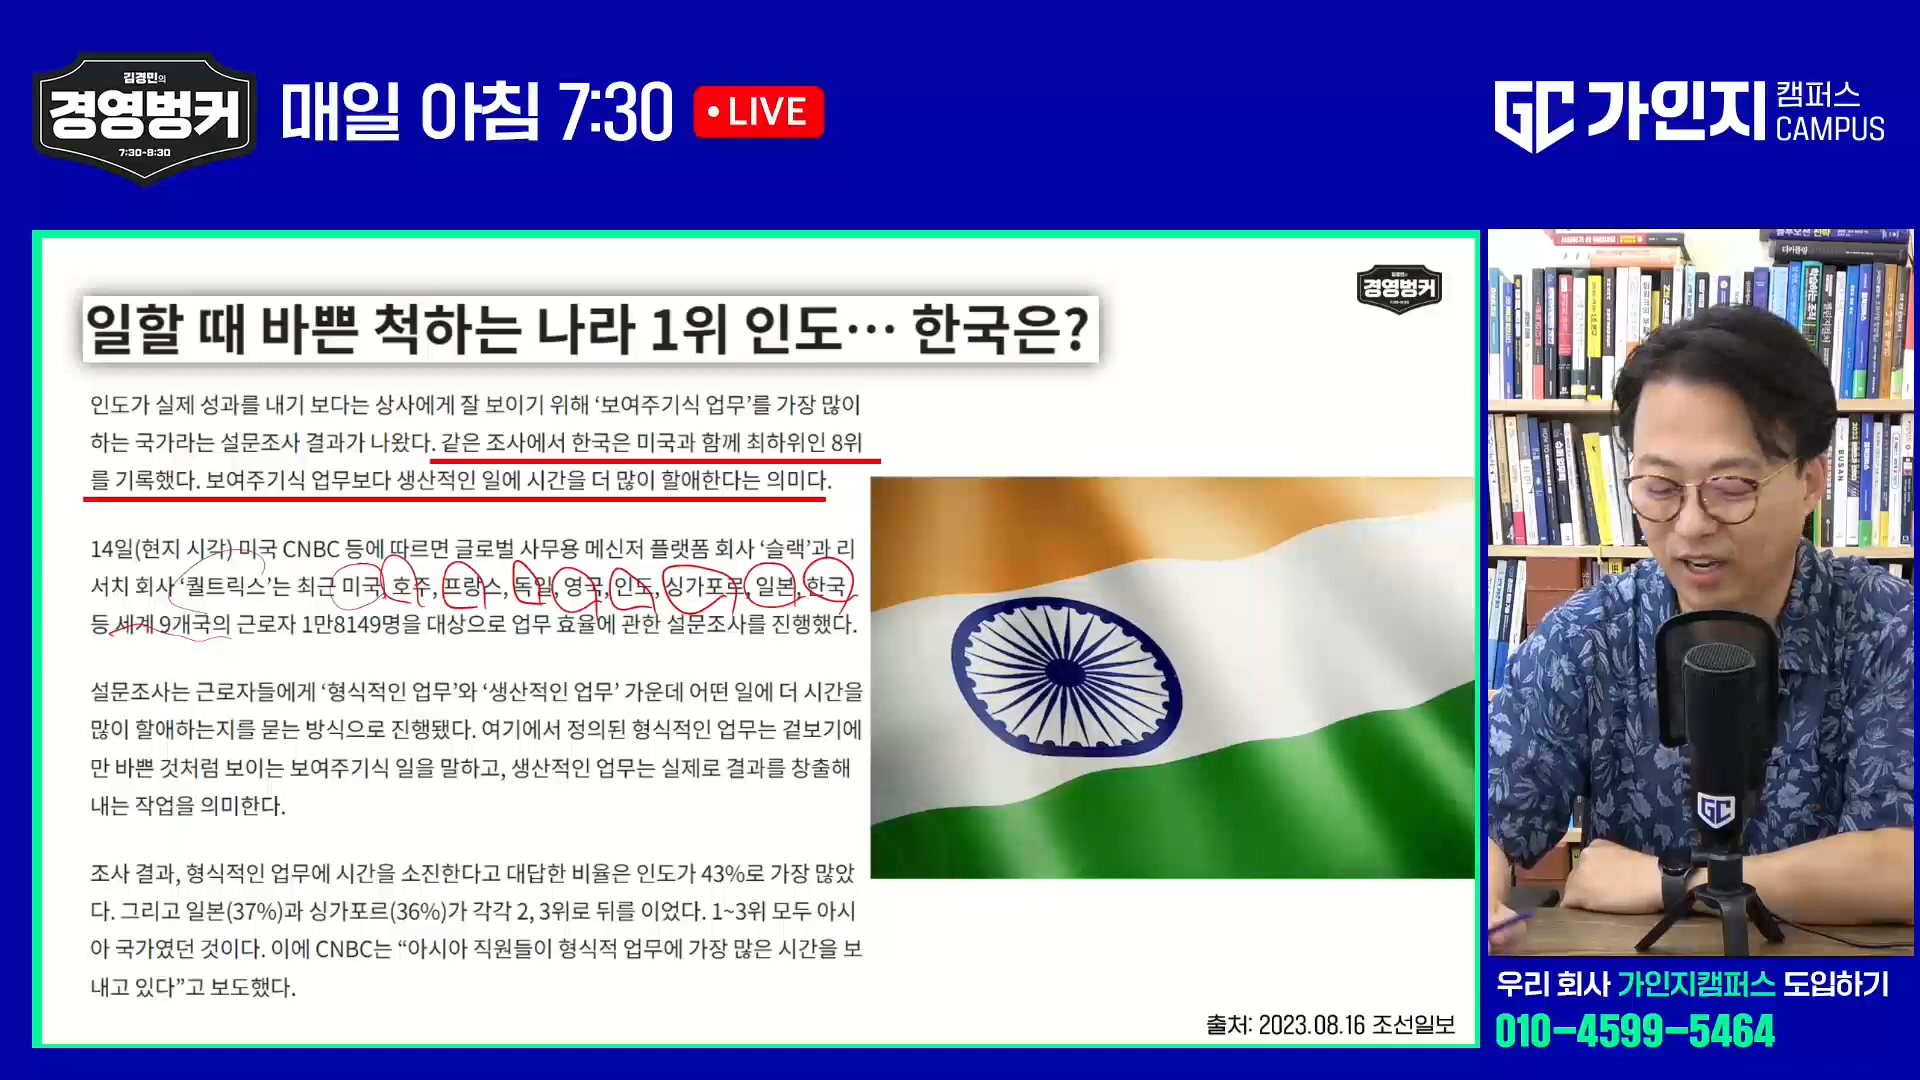 김경민의
경영벙커
7:30-8:30
매일 아침 7:30
• LIVE
GC 가인지 캠퍼스
CAMPUS
경영벙커
일할 때 바쁜 척하는 나라 1위 인도… 한국은?
인도가 실제 성과를 내기 보다는 상사에게 잘 보이기 위해 ‘보여주기식 업무’를 가장 많이
하는 국가라는 설문조사 결과가 나왔다. 같은 조사에서 한국은 미국과 함께 최하위인 8위
를 기록했다. 보여주기식 업무보다 생산적인 일에 시간을 더 많이 할애한다는 의미다.
14일(현지 시각) 미국 CNBC 등에 따르면 글로벌 사무용 메신저 플랫폼 회사 ‘슬랙’과 리
서치 회사 ‘퀄트릭스’는 최근 미국, 호주, 프랑스, 독일, 영국, 인도, 싱가포르, 일본, 한국
등 세계 9개국의 근로자 1만8149명을 대상으로 업무 효율에 관한 설문조사를 진행했다.
설문조사는 근로자들에게 ‘형식적인 업무’와 ‘생산적인 업무’ 가운데 어떤 일에 더 시간을
많이 할애하는지를 묻는 방식으로 진행됐다. 여기에서 정의된 형식적인 업무는 겉보기에
만 바쁜 것처럼 보이는 보여주기식 일을 말하고, 생산적인 업무는 실제로 결과를 창출해
내는 작업을 의미한다.
조사 결과, 형식적인 업무에 시간을 소진한다고 대답한 비율은 인도가 43%로 가장 많았
다. 그리고 일본(37%)과 싱가포르(36%)가 각각 2, 3위로 뒤를 이었다. 1~3위 모두 아시
아 국가였던 것이다. 이에 CNBC는 “아시아 직원들이 형식적 업무에 가장 많은 시간을 보
내고 있다”고 보도했다.
출처: 2023.08.16 조선일보
BUSAN
GC
우리 회사 가인지캠퍼스 도입하기
010-4599-5464